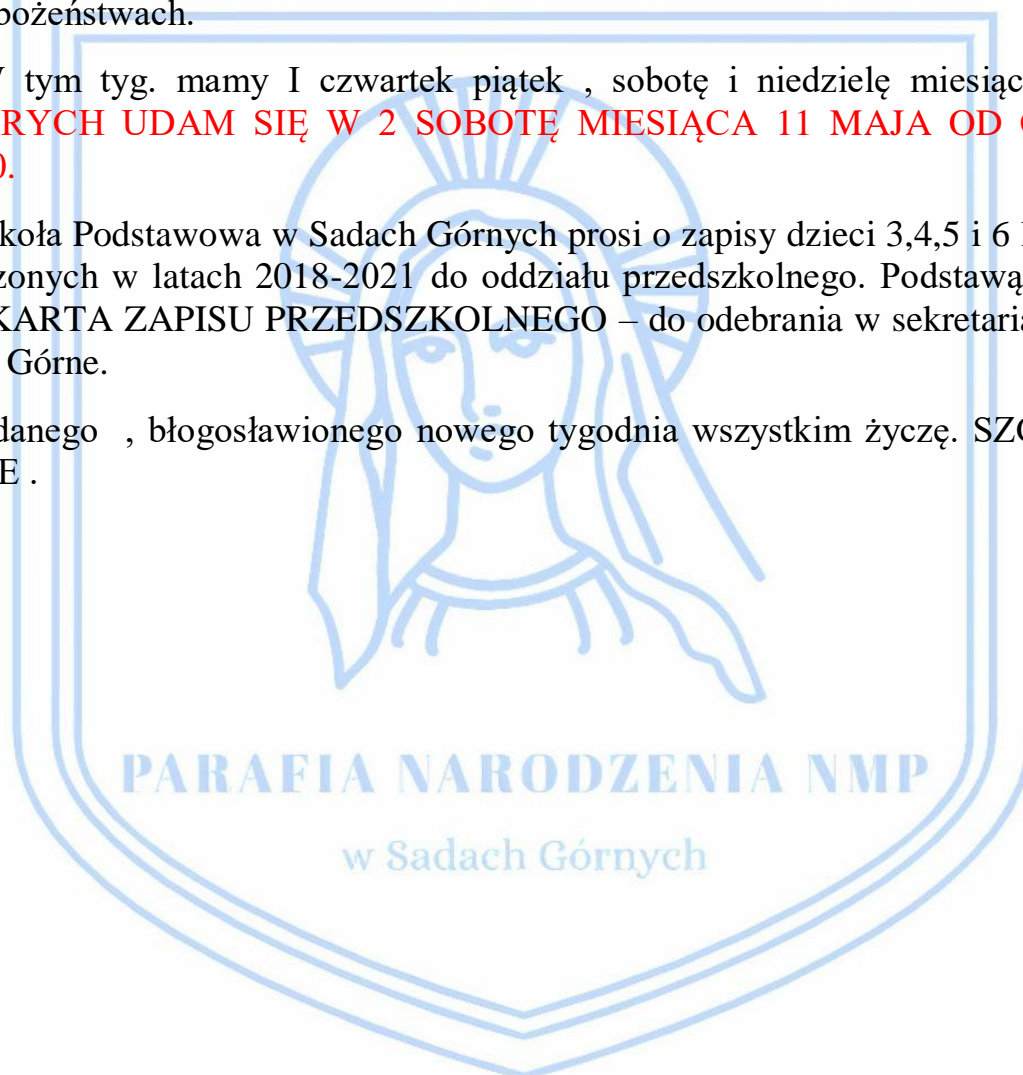 bożeństwach.
tym tyg. mamy I czwartek piątek , sobotę i niedzielę miesiąc
RYCH UDAM SIĘ W 2 SOBOTĘ MIESIĄCA 11 MAJA OD
0.
koła Podstawowa w Sadach Górnych prosi o zapisy dzieci 3,4,5 i 6
zonych w latach 2018-2021 do oddziału przedszkolnego. Podstawą
KARTA ZAPISU PRZEDSZKOLNEGO – do odebrania w sekretaria
Górne.
danego , błogosławionego nowego tygodnia wszystkim życzę. SZ
E .
PARAFIA NARODZENIA NMP
w Sadach Górnych